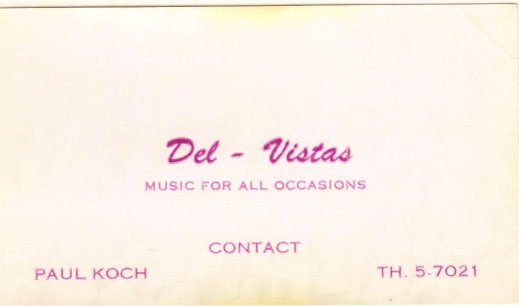 Del - Vistas
MUSIC FOR ALL OCCASIONS
CONTACT
PAUL KOCH
TH. 5-7021